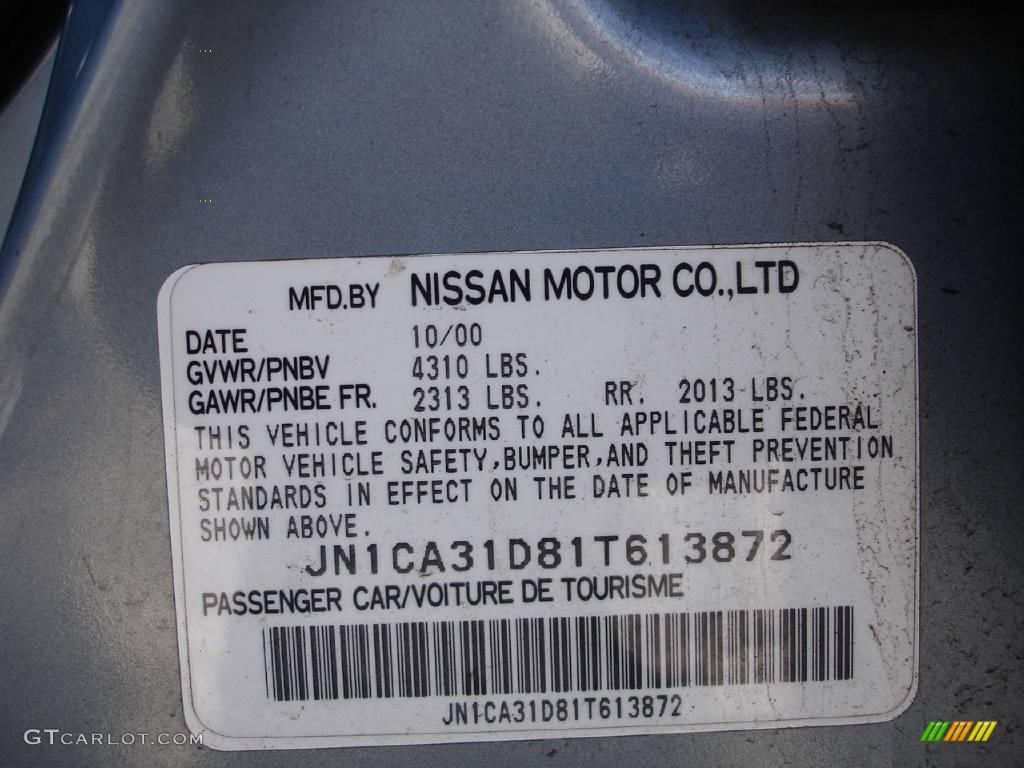 MFD.BY NISSAN MOTOR CO.,LTD
DATE 10/00
GVWR/PNBV 4310 LBS.
GAWR/PNBE FR. 2313 LBS. RR. 2013 LBS.
THIS VEHICLE CONFORMS TO ALL APPLICABLE FEDERAL
MOTOR VEHICLE SAFETY,BUMPER,AND THEFT PREVENTION
STANDARDS IN EFFECT ON THE DATE OF MANUFACTURE
SHOWN ABOVE.
JN1CA31D81T613872
PASSENGER CAR/VOITURE DE TOURISME
JN1CA31D81T613872
GTCARLOT.COM